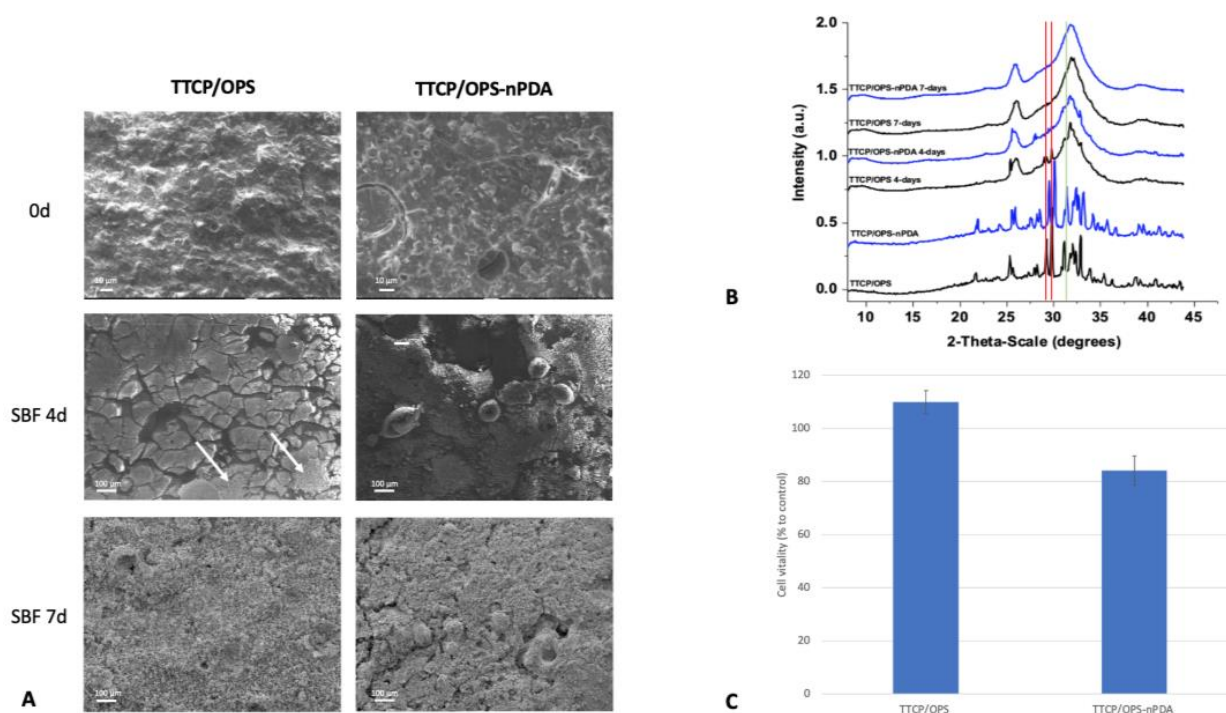 TTCP/OPS TTCP/OPS-nPDA
0d
10 µm 10 µm
SBF 4d
100 µm 100 µm
SBF 7d
100 µm 100 µm
A
2.0
1.5
1.0
0.5
0.0
Intensity (a.u.)
TTCP/OPS-nPDA 7-days
TTCP/OPS 7-days
TTCP/OPS-nPDA 4-days
TTCP/OPS 4-days
TTCP/OPS-nPDA
TTCP/OPS
10 15 20 25 30 35 40 45
2-Theta-Scale (degrees)
B
120
100
80
60
40
20
0
Cell vitality (% to control)
TTCP/OPS TTCP/OPS-nPDA
C